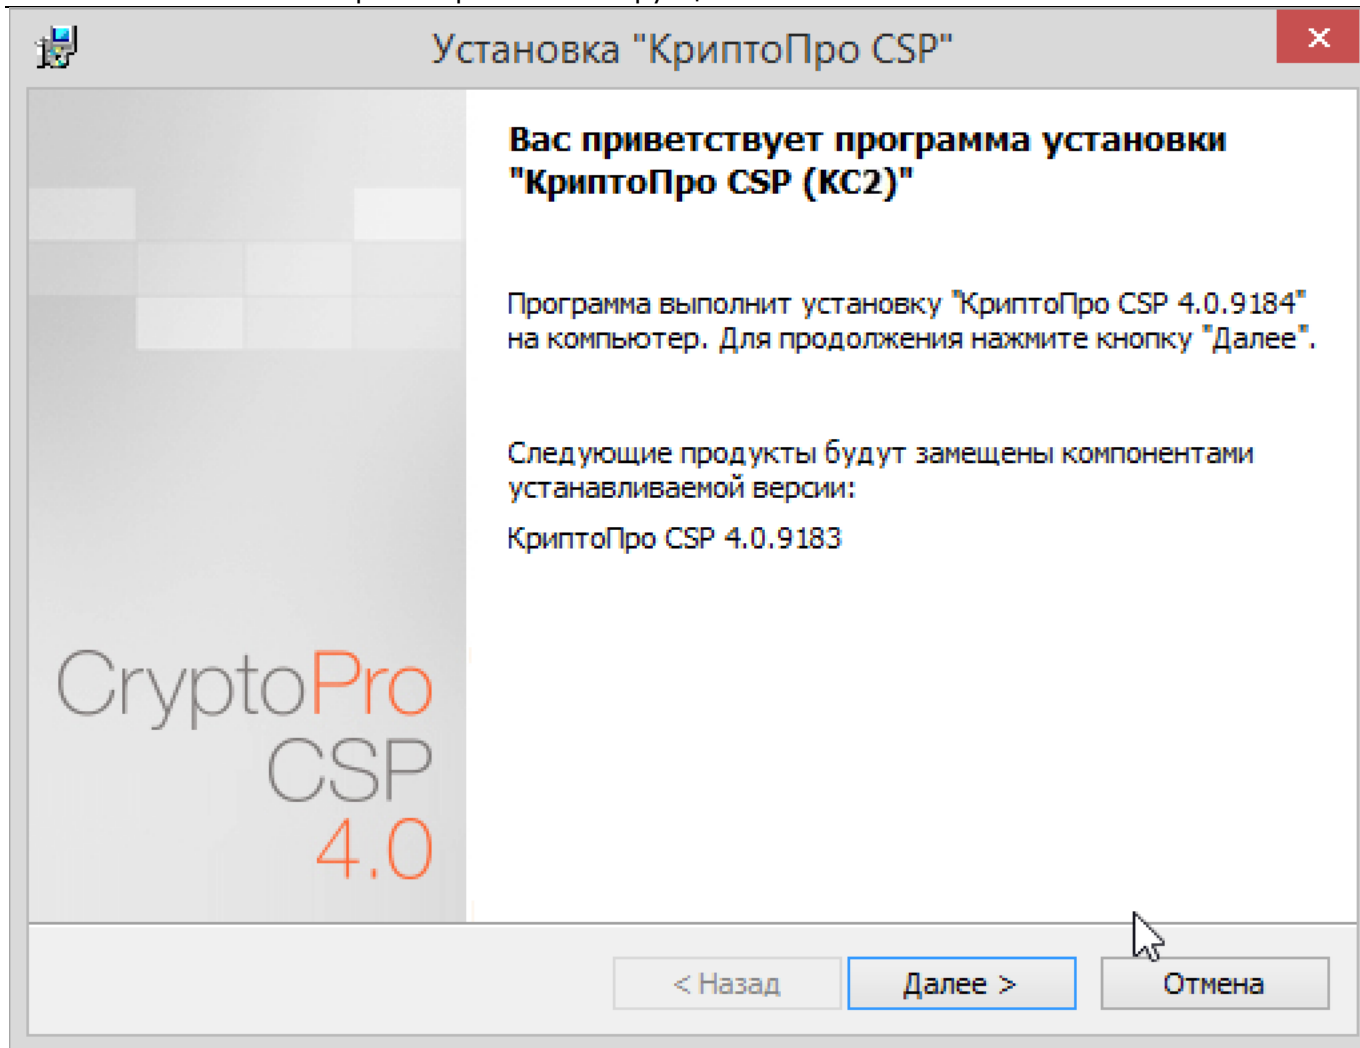 Установка "КриптоПро CSP"
Вас приветствует программа установки
"КриптоПро CSP (KC2)"
Программа выполнит установку "КриптоПро CSP 4.0.9184"
на компьютер. Для продолжения нажмите кнопку "Далее".
Следующие продукты будут замещены компонентами
устанавливаемой версии:
КриптоПро CSP 4.0.9183
CryptoPro
CSP
4.0
< Назад
Далее >
Отмена